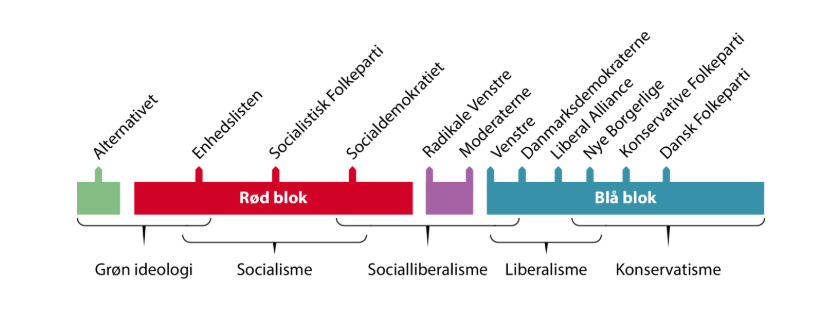 Alternativet
Enhedslisten
Socialistisk Folkeparti
Socialdemokratiet
Radikale Venstre
Moderaterne
Venstre
Danmarksdemokraterne
Liberal Alliance
Nye Borgerlige
Konservative Folkeparti
Dansk Folkeparti
Rød blok
Blå blok
Grøn ideologi
Socialisme
Socialliberalisme
Liberalisme
Konservatisme